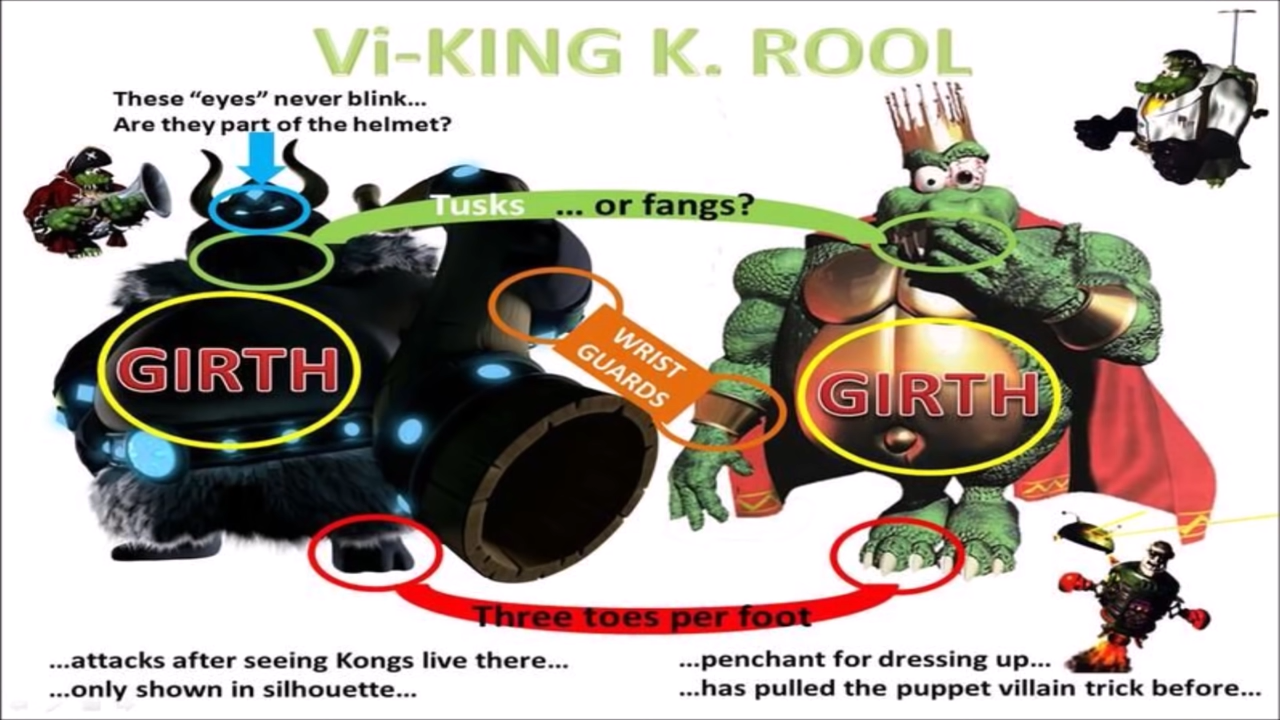 Vi-KING K. ROOL
These “eyes” never blink...
Are they part of the helmet?
Tusks ... or fangs?
GIRTH
WRIST
GUARDS
GIRTH
Three toes per foot
...attacks after seeing Kongs live there...
...only shown in silhouette...
...penchant for dressing up...
...has pulled the puppet villain trick before...